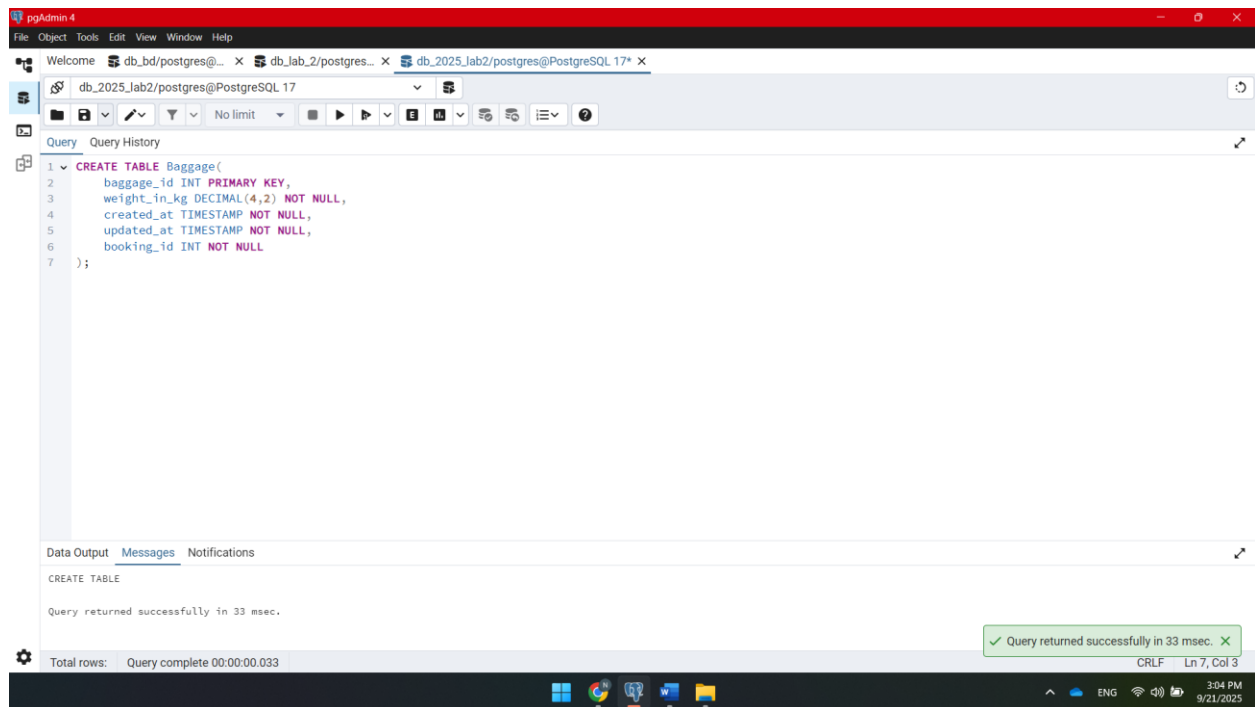 pgAdmin 4
File Object Tools Edit View Window Help
Welcome db_bd/postgres@... db_lab_2/postgres... db_2025_lab2/postgres@PostgreSQL 17*
db_2025_lab2/postgres@PostgreSQL 17
No limit
E
Query Query History
1 CREATE TABLE Baggage(
2 baggage_id INT PRIMARY KEY,
3 weight_in_kg DECIMAL(4,2) NOT NULL,
4 created_at TIMESTAMP NOT NULL,
5 updated_at TIMESTAMP NOT NULL,
6 booking_id INT NOT NULL
7 );
Data Output Messages Notifications
CREATE TABLE
Query returned successfully in 33 msec.
Query returned successfully in 33 msec.
Total rows: Query complete 00:00:00.033 CRLF Ln 7, Col 3
ENG 3:04 PM
9/21/2025